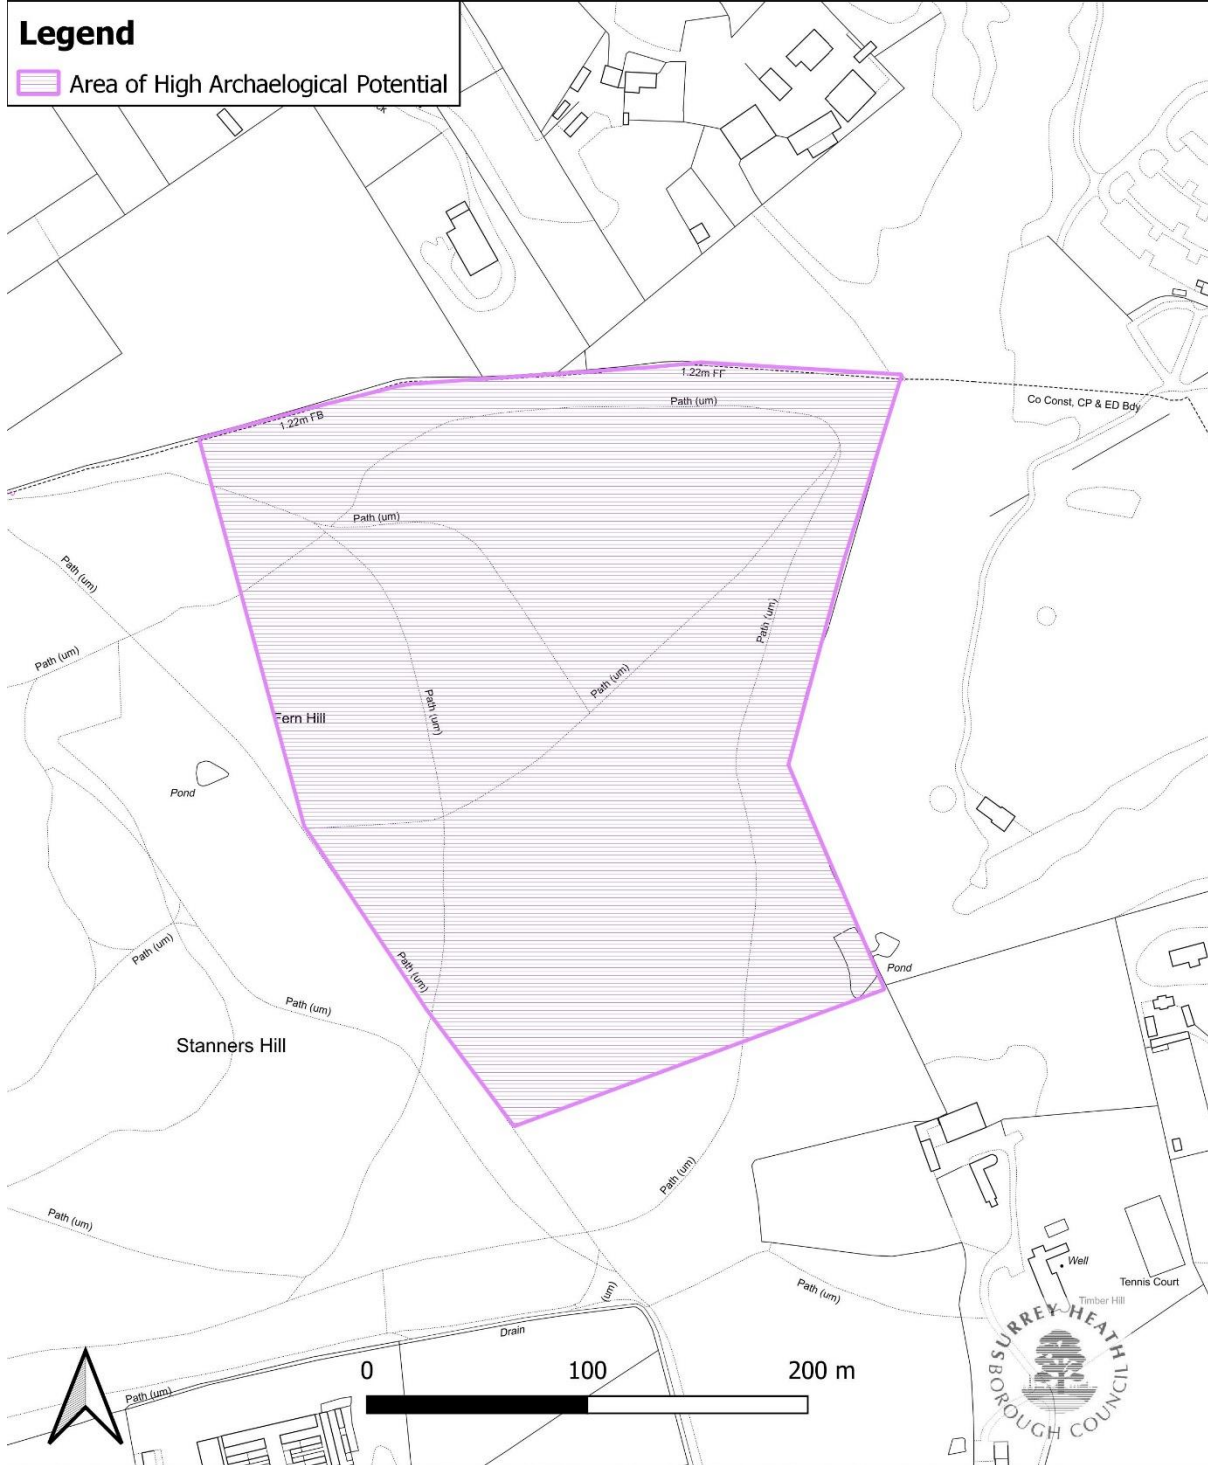 Legend
Area of High Archaelogical Potential
1.22m FF
Path (um)
Co Const, CP & ED Bdy
1.22m FB
Path (um)
Path (um)
Path (um)
Path (um)
Path (um)
Path (um)
Fern Hill
Pond
Path (um)
Path (um)
Pond
Path (um)
Stanners Hill
Path (um)
Path (um)
Well
Tennis Court
Path (um)
Timber Hill
(um)
Drain
Path (um)
0 100 200 m
SURREY HEATH
BOROUGH COUNCIL